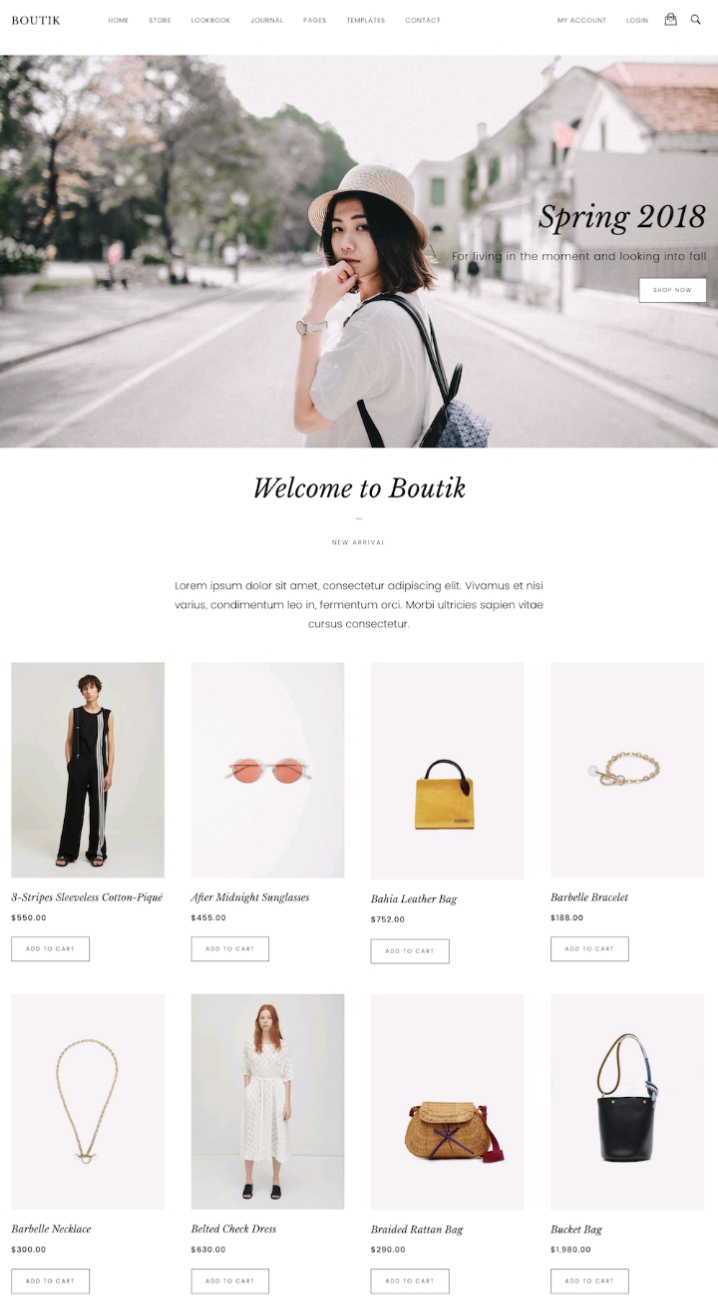 BOUTIK HOME STORE LOOKBOOK JOURNAL PAGES TEMPLATES CONTACT MY ACCOUNT LOGIN
Spring 2018
For living in the moment and looking into fall
SHOP NOW
Welcome to Boutik
—
NEW ARRIVAL
Lorem ipsum dolor sit amet, consectetur adipiscing elit. Vivamus et nisi
varius, condimentum leo in, fermentum orci. Morbi ultricies sapien vitae
cursus consectetur.
3-Stripes Sleeveless Cotton-Piqué
$550.00
ADD TO CART
After Midnight Sunglasses
$455.00
ADD TO CART
Bahia Leather Bag
$752.00
ADD TO CART
Barbelle Bracelet
$188.00
ADD TO CART
Barbelle Necklace
$300.00
ADD TO CART
Belted Check Dress
$630.00
ADD TO CART
Braided Rattan Bag
$290.00
ADD TO CART
Bucket Bag
$1,980.00
ADD TO CART